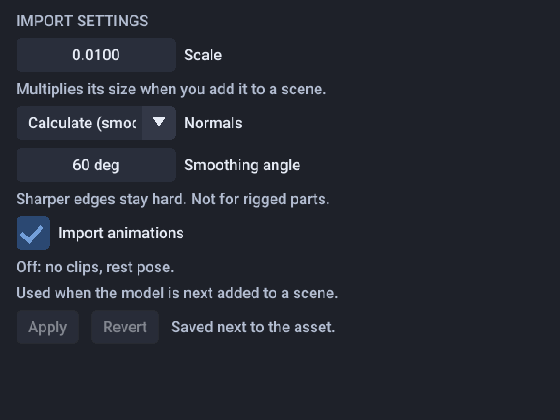 IMPORT SETTINGS
0.0100 Scale
Multiplies its size when you add it to a scene.
Calculate (smoc Normals
60 deg Smoothing angle
Sharper edges stay hard. Not for rigged parts.
Import animations
Off: no clips, rest pose.
Used when the model is next added to a scene.
Apply Revert Saved next to the asset.